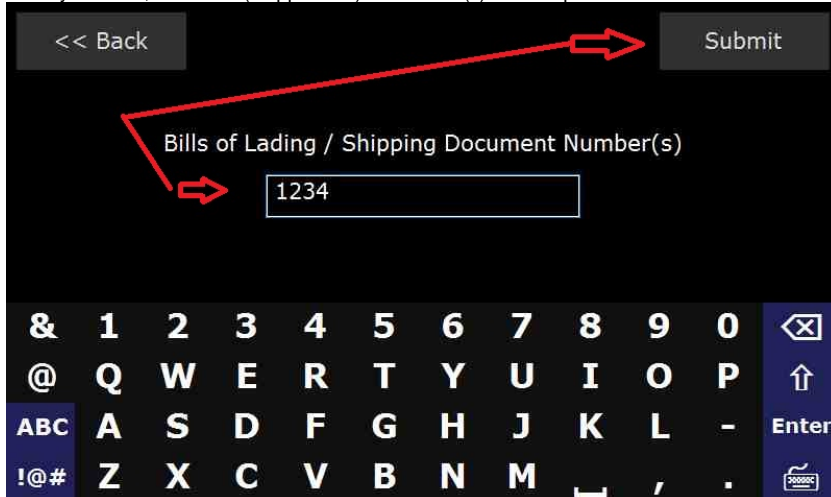 << Back
Submit
Bills of Lading / Shipping Document Number(s)
1234
& 1 2 3 4 5 6 7 8 9 0
@ Q W E R T Y U I O P
ABC A S D F G H J K L - Enter
!@# Z X C V B N M , .